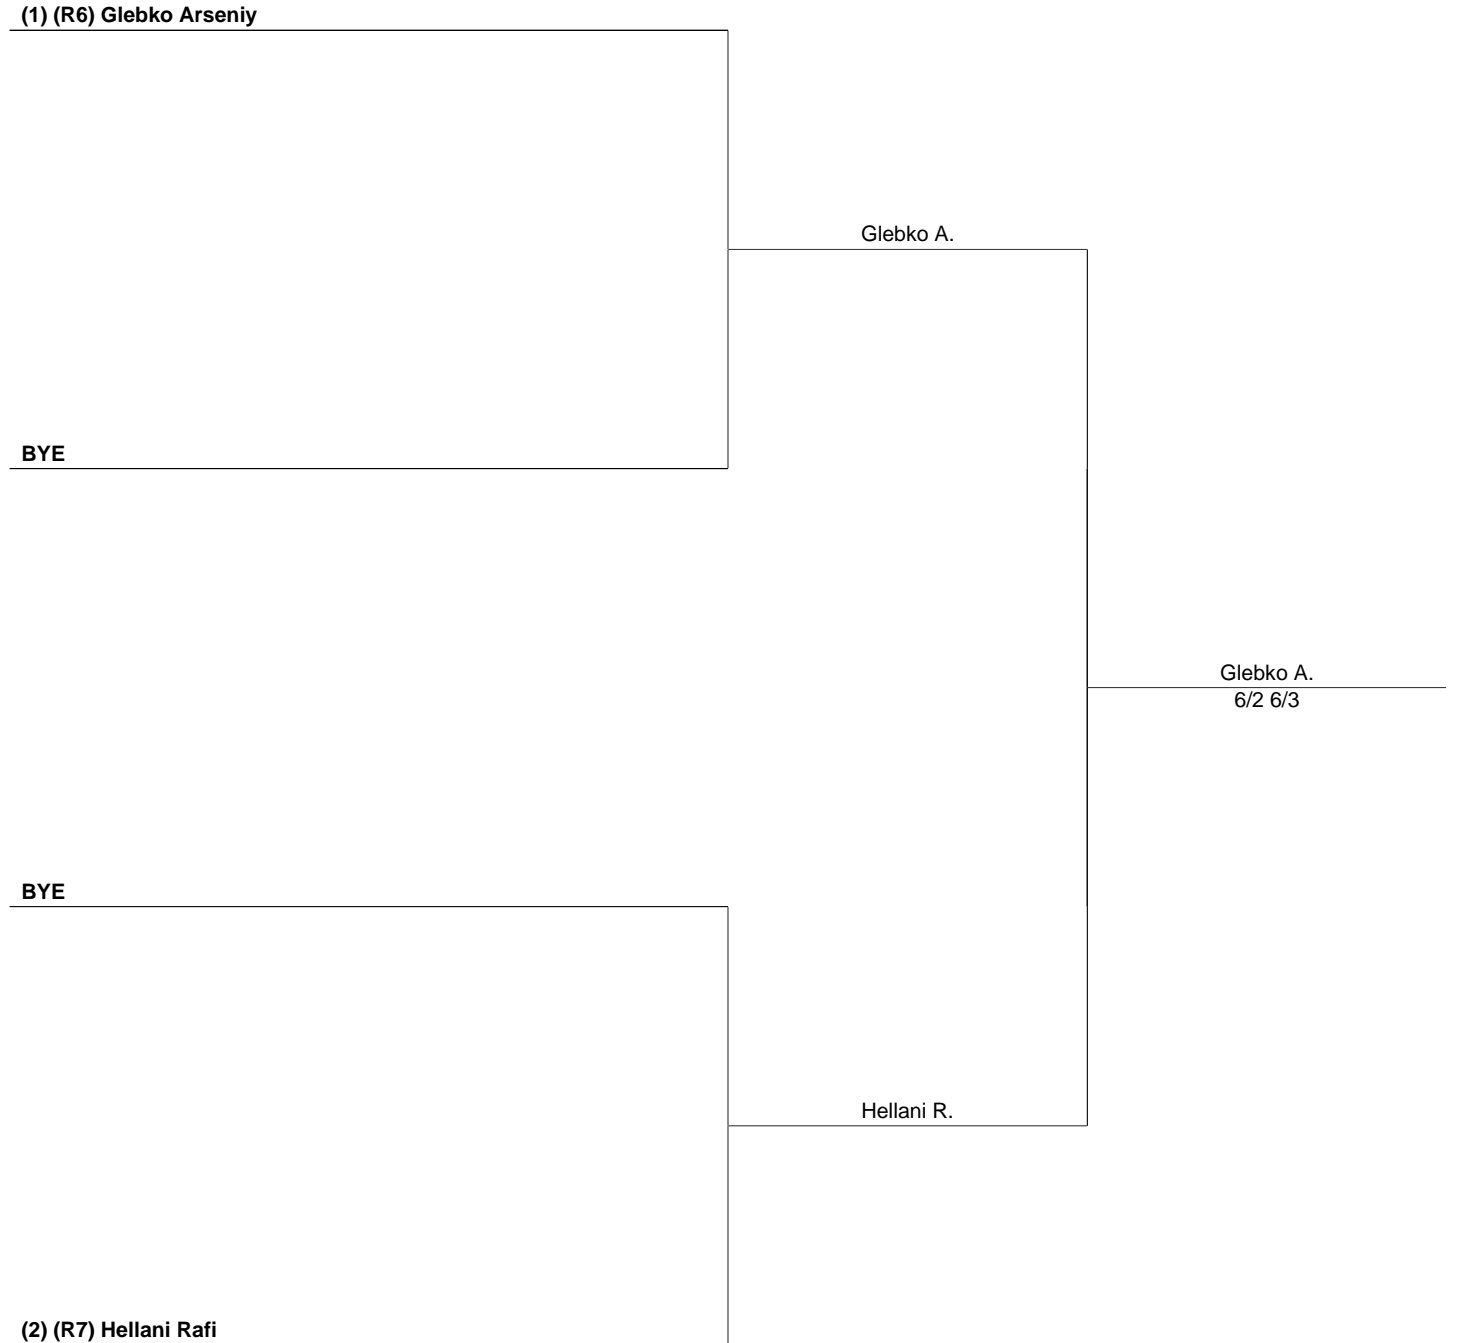 (1) (R6) Glebko Arseniy
Glebko A.
BYE
Glebko A.
6/2 6/3
BYE
Hellani R.
(2) (R7) Hellani Rafi